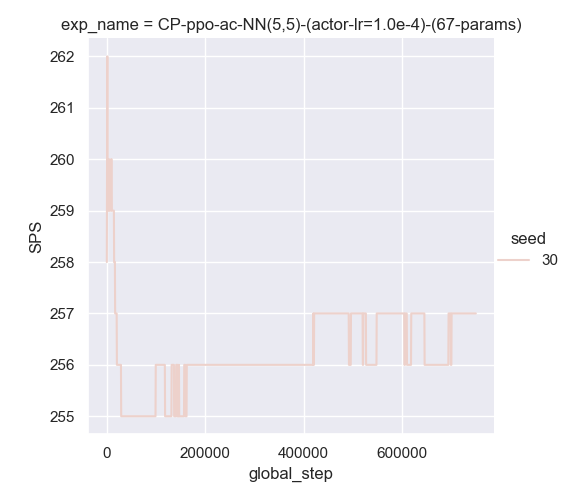 exp_name = CP-ppo-ac-NN(5,5)-(actor-lr=1.0e-4)-(67-params)
262
261
260
259
258
257
256
255
SPS
seed
30
0 200000 400000 600000
global_step